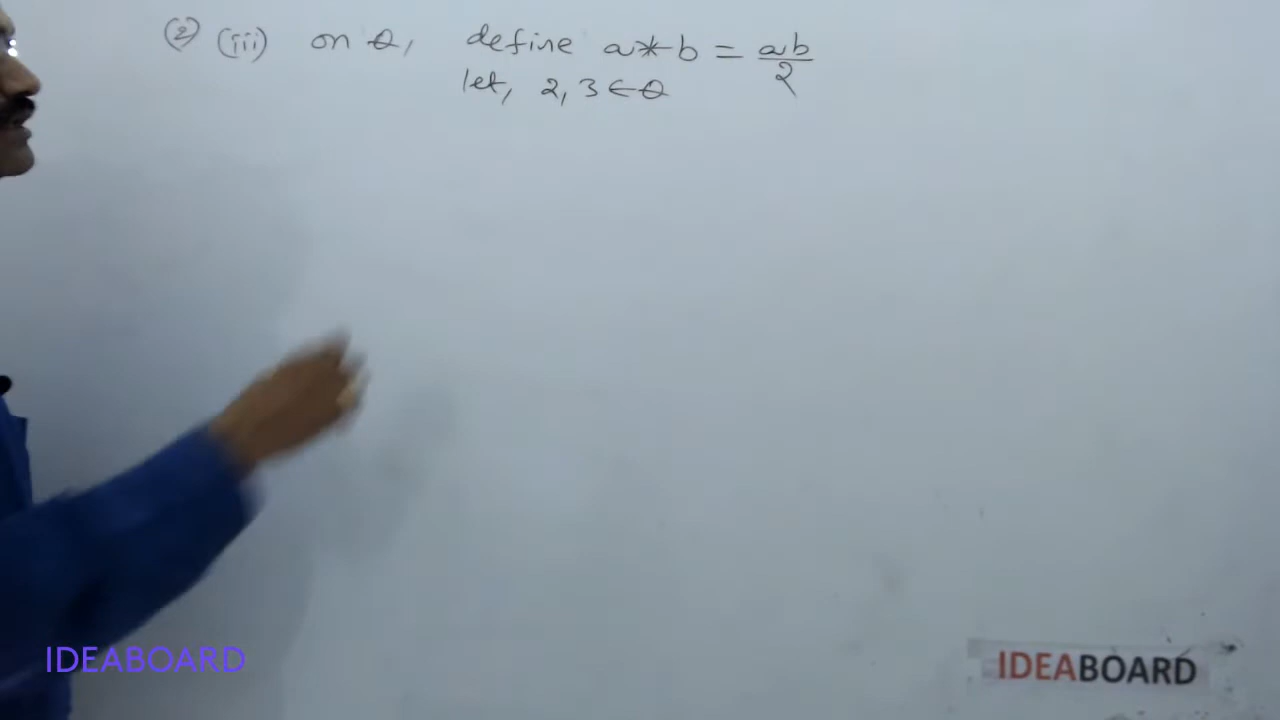 (2) (iii) on Q, define a * b = ab/2
let, 2, 3 ∈ Q
IDEABOARD
IDEABOARD